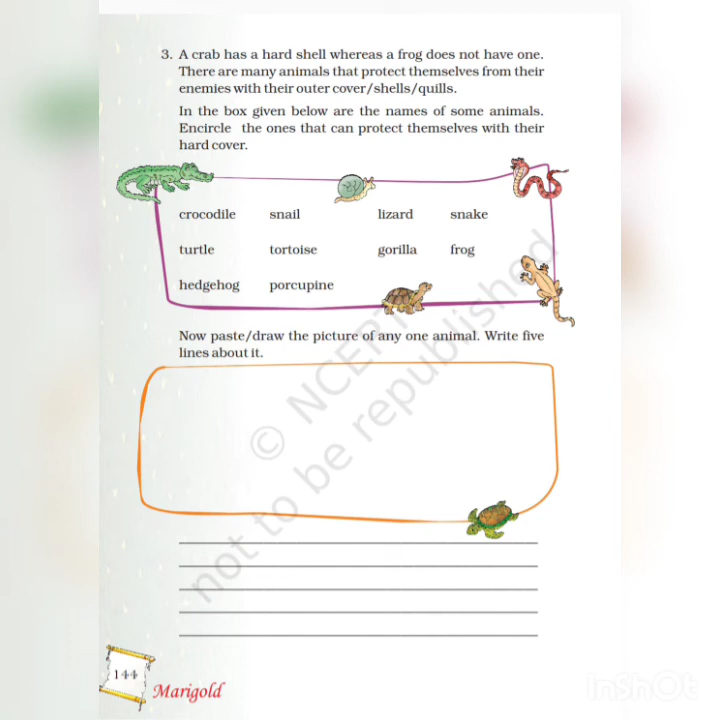 3. A crab has a hard shell whereas a frog does not have one.
There are many animals that protect themselves from their
enemies with their outer cover/shells/quills.
In the box given below are the names of some animals.
Encircle the ones that can protect themselves with their
hard cover.
crocodile snail lizard snake
turtle tortoise gorilla frog
hedgehog porcupine
Now paste/draw the picture of any one animal. Write five
lines about it.
© NCERT
not to be republished
144
Marigold
InShOt